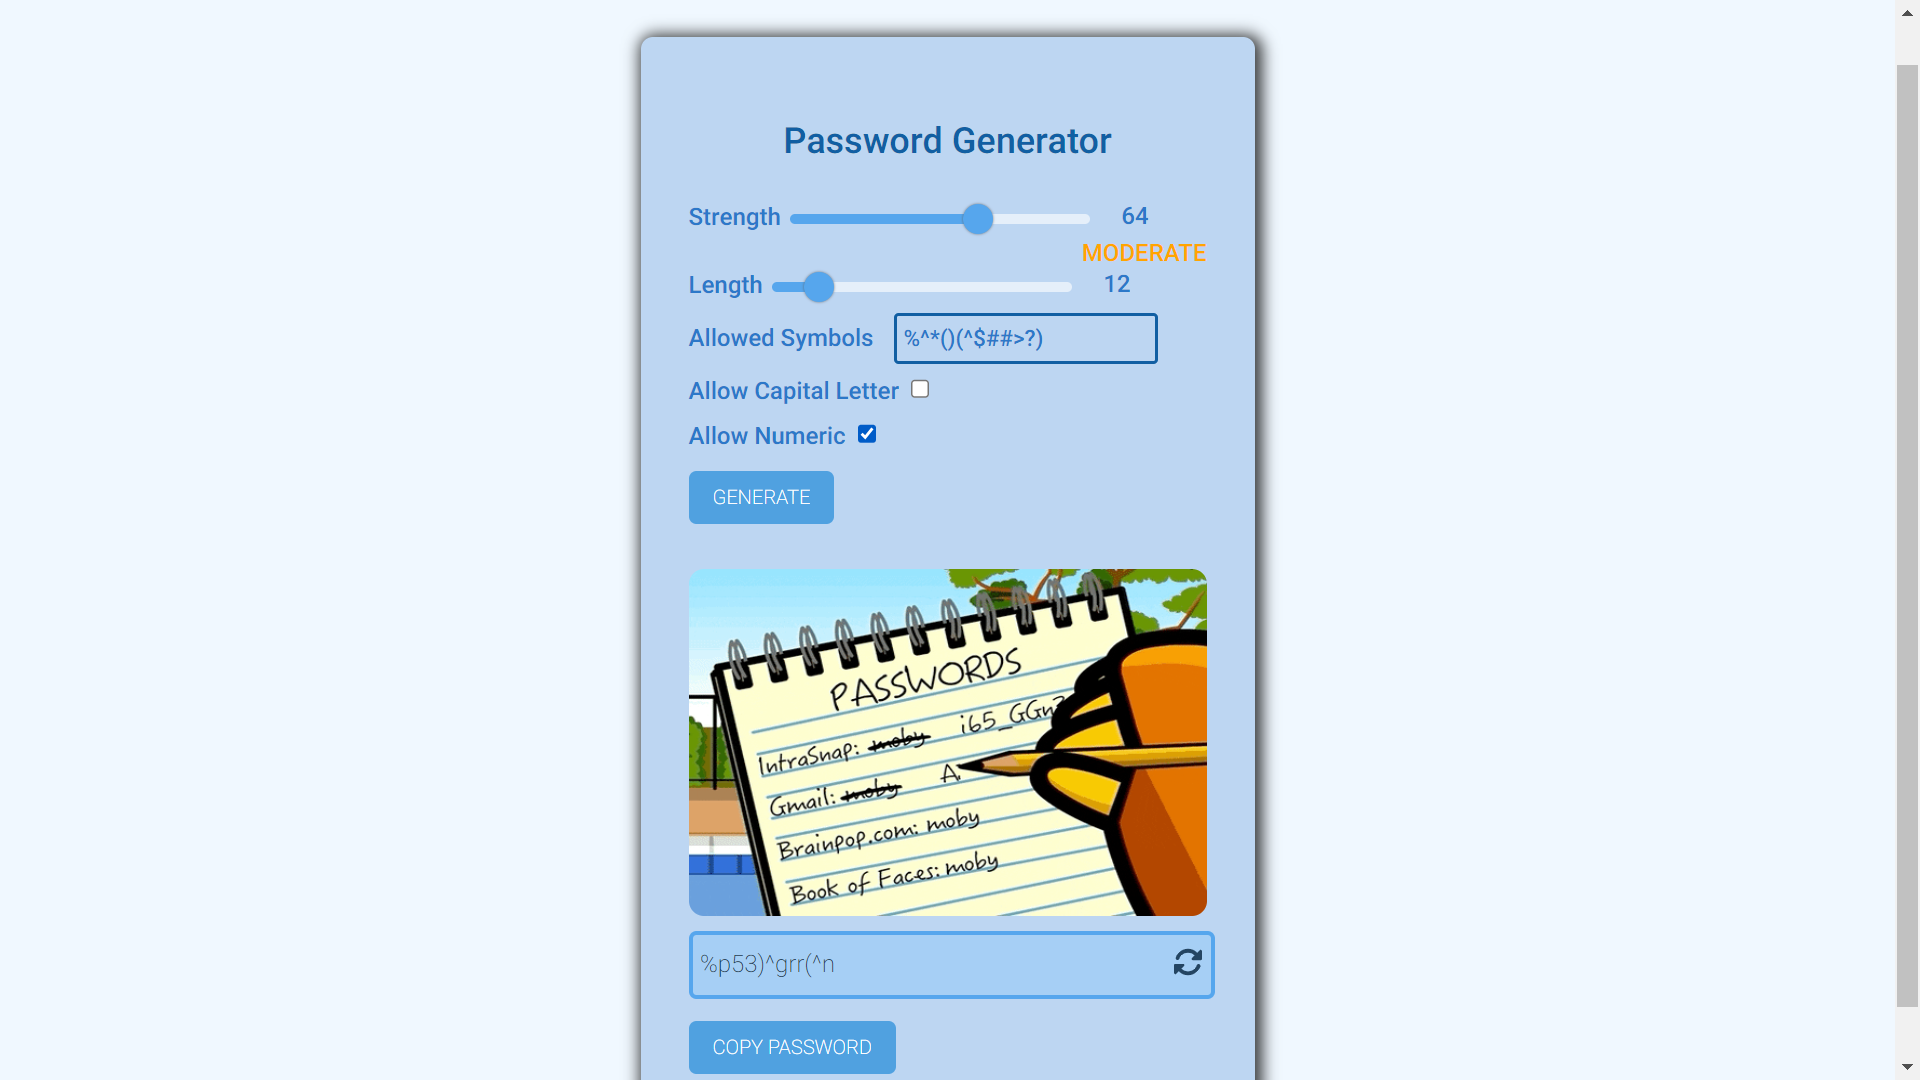 Password Generator
Strength 64
MODERATE
Length 12
Allowed Symbols %^*()(^$##>?)
Allow Capital Letter
Allow Numeric
GENERATE
PASSWORDS
IntraSnap: moby i65_GGn
Gmail: moby A
Brainpop.com: moby
Book of Faces: moby
%p53)^grr(^n
COPY PASSWORD